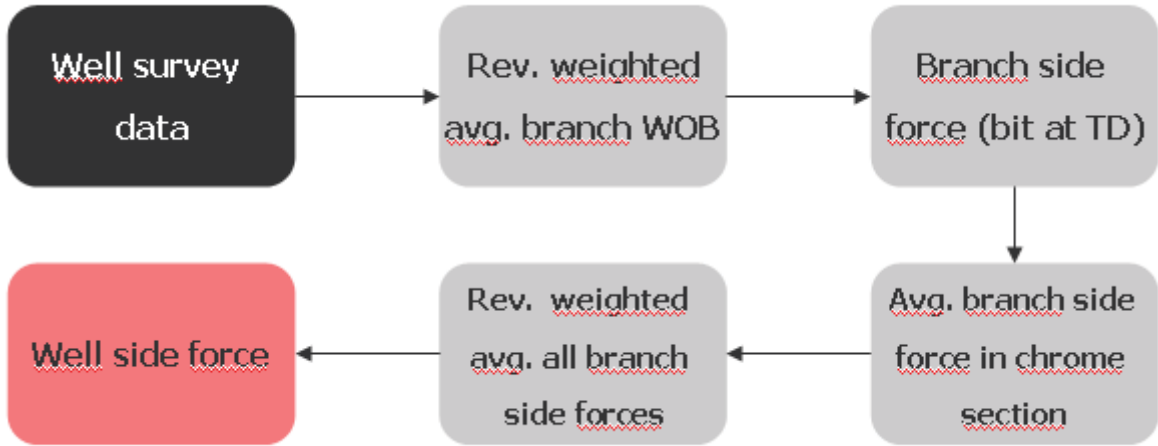 Well survey
data
Rev. weighted
avg. branch WOB
Branch side
force (bit at TD)
Avg. branch side
force in chrome
section
Rev. weighted
avg. all branch
side forces
Well side force